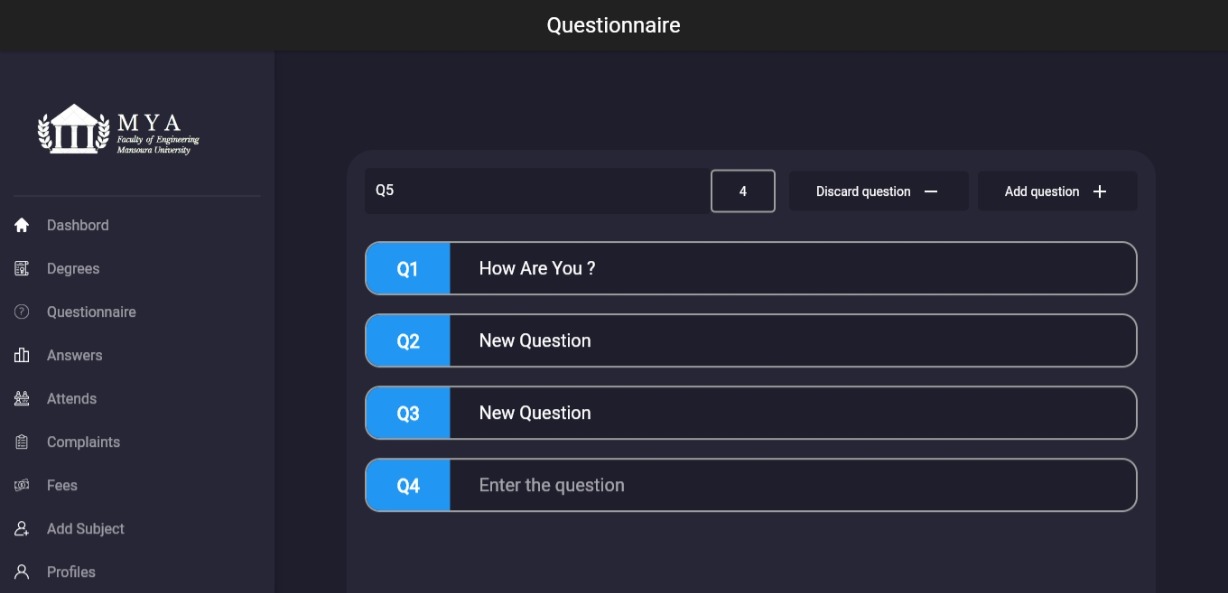 Questionnaire
MYA
Faculty of Engineering
Mansoura University
Dashbord
Degrees
Questionnaire
Answers
Attends
Complaints
Fees
Add Subject
Profiles
Q5
4
Discard question −
Add question +
Q1 How Are You ?
Q2 New Question
Q3 New Question
Q4 Enter the question